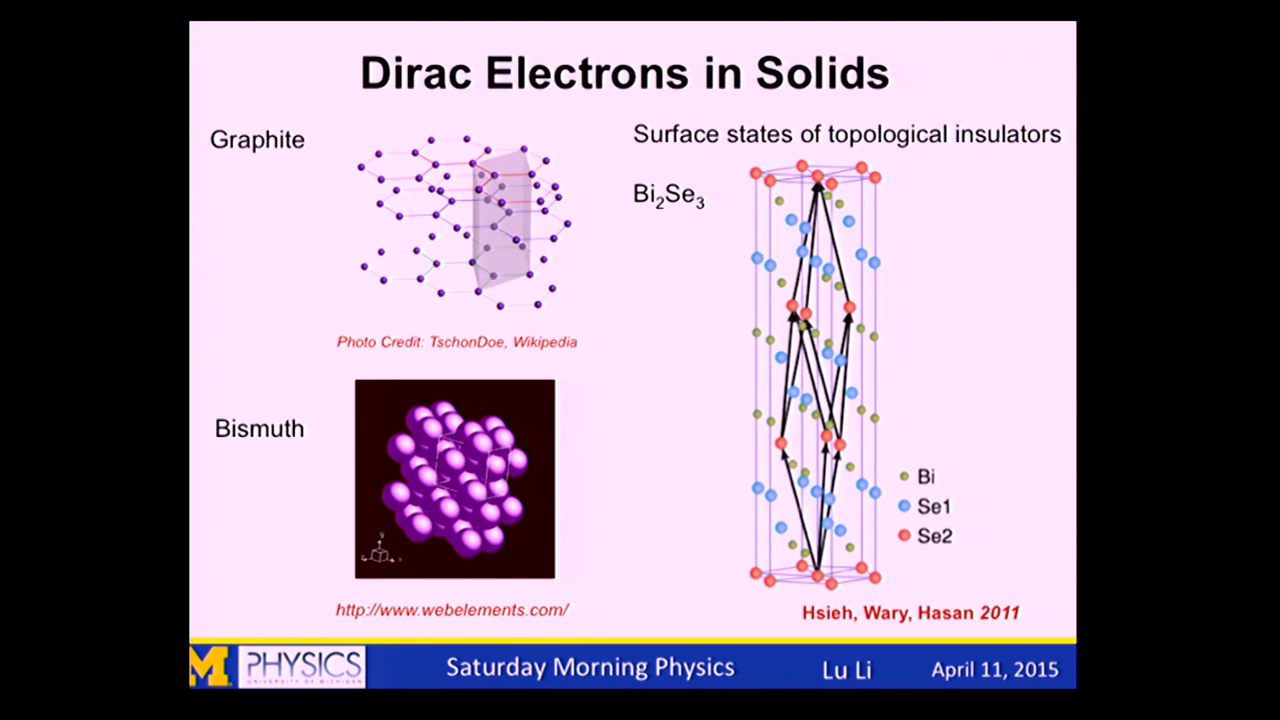 Dirac Electrons in Solids
Graphite
Surface states of topological insulators
Bi₂Se₃
Photo Credit: TschonDoe, Wikipedia
Bismuth
Bi
Se1
Se2
http://www.webelements.com/
Hsieh, Wary, Hasan 2011
M PHYSICS
UNIVERSITY OF MICHIGAN
Saturday Morning Physics
Lu Li
April 11, 2015